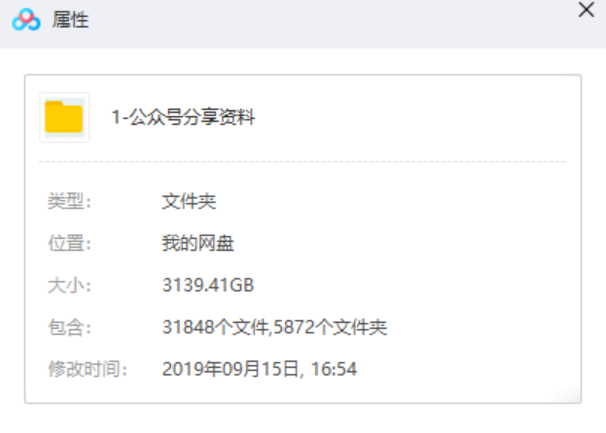 属性
1-公众号分享资料
类型: 文件夹
位置: 我的网盘
大小: 3139.41GB
包含: 31848个文件,5872个文件夹
修改时间: 2019年09月15日, 16:54